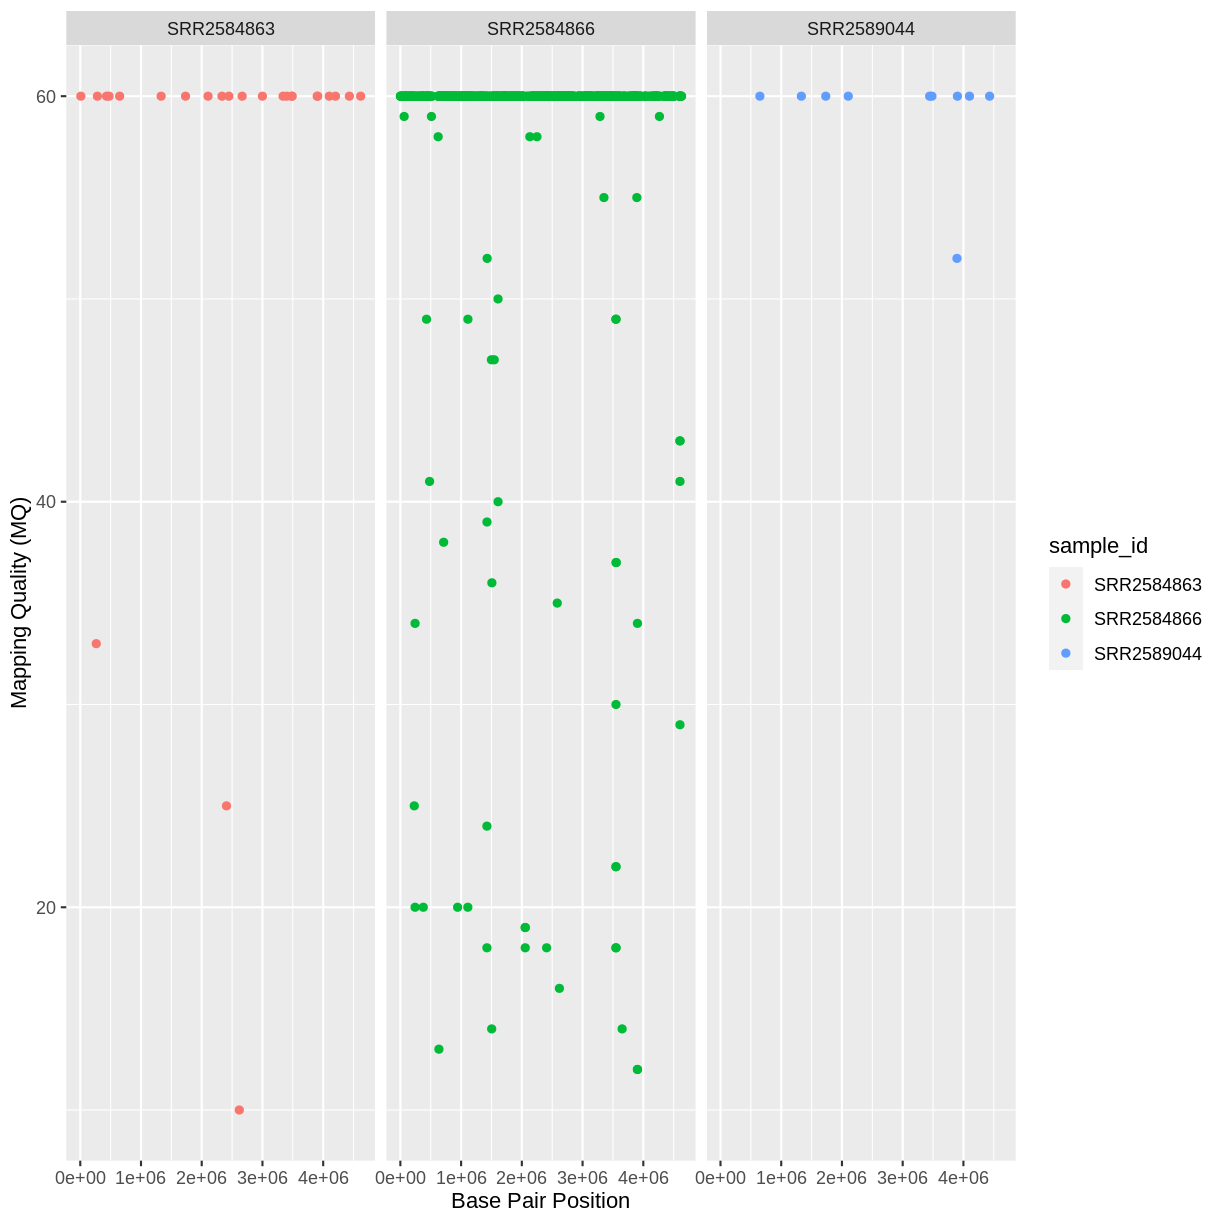 SRR2584863 SRR2584866 SRR2589044
60
40
20
Mapping Quality (MQ)
0e+00 1e+06 2e+06 3e+06 4e+06 0e+00 1e+06 2e+06 3e+06 4e+06 0e+00 1e+06 2e+06 3e+06 4e+06
Base Pair Position
sample_id
SRR2584863
SRR2584866
SRR2589044